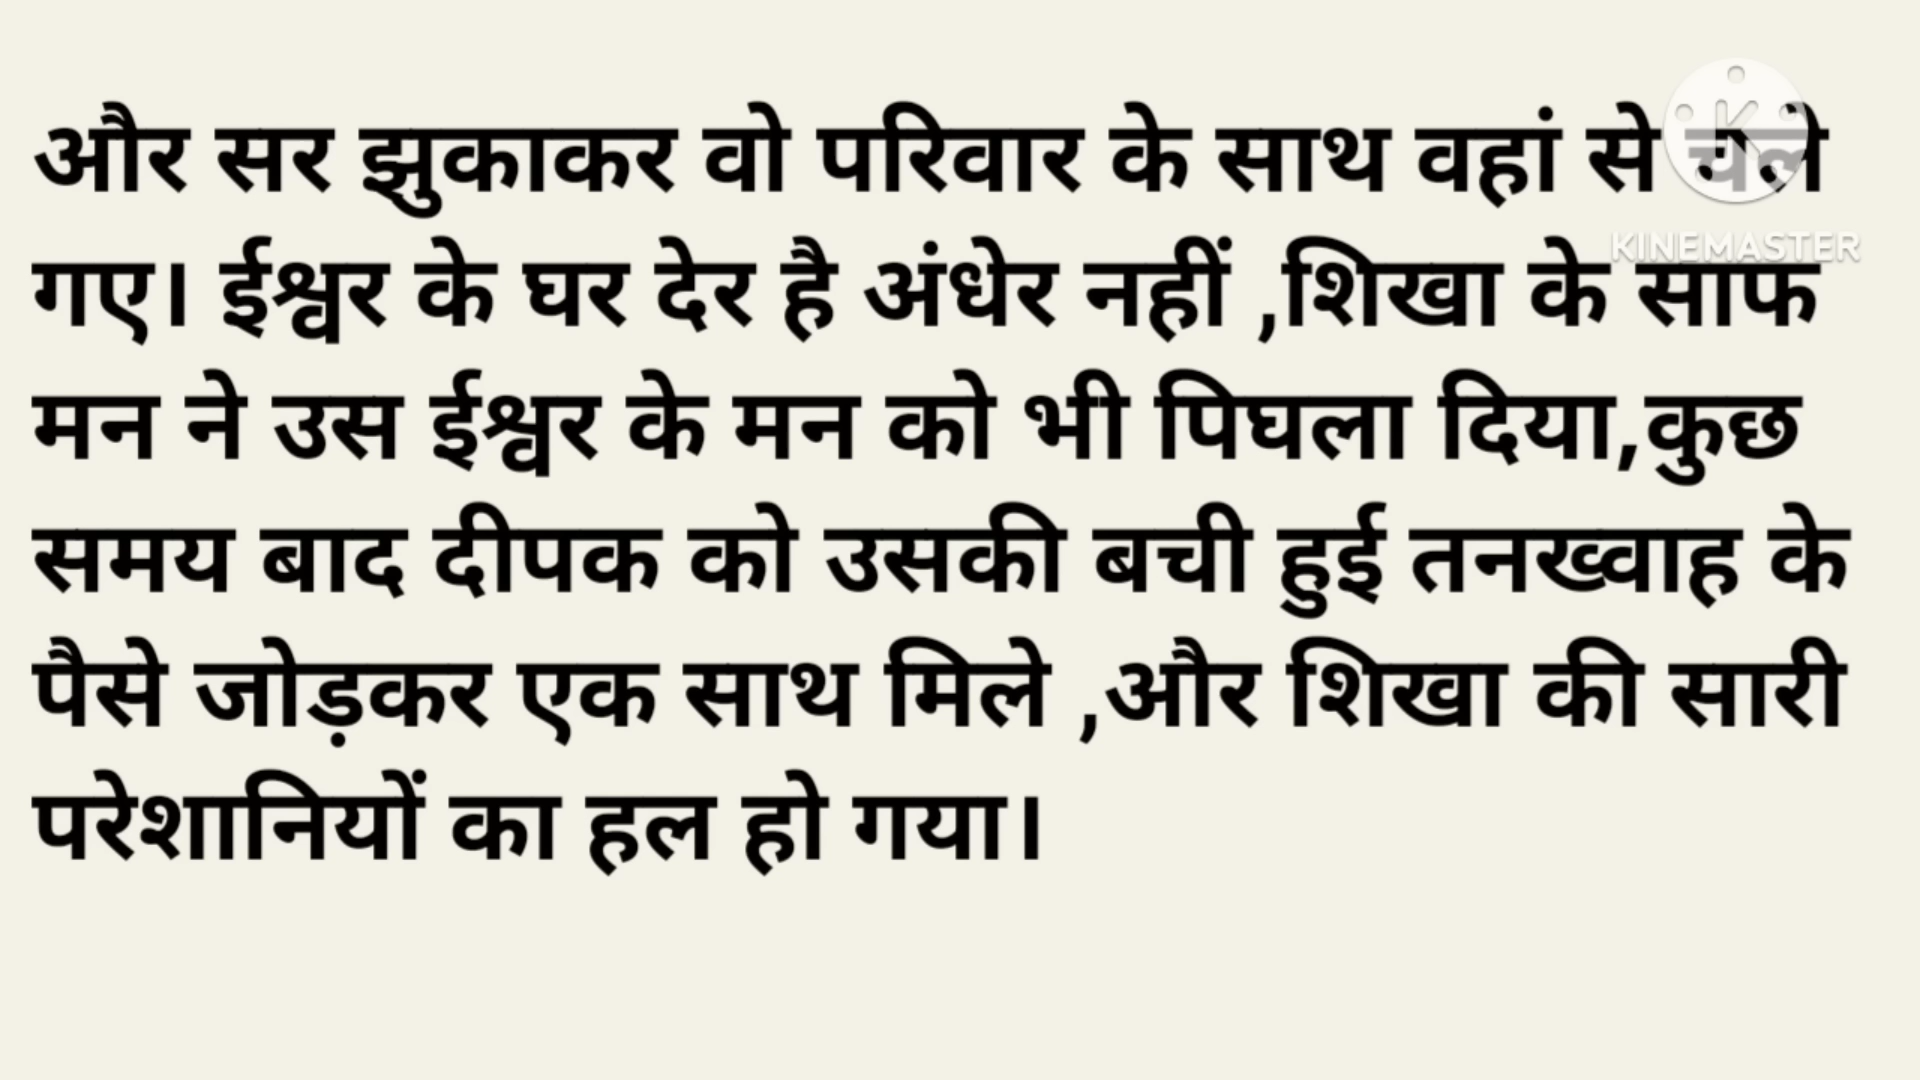 और सर झुकाकर वो परिवार के साथ वहां से चले
गए। ईश्वर के घर देर है अंधेर नहीं ,शिखा के साफ
मन ने उस ईश्वर के मन को भी पिघला दिया,कुछ
समय बाद दीपक को उसकी बची हुई तनख्वाह के
पैसे जोड़कर एक साथ मिले ,और शिखा की सारी
परेशानियों का हल हो गया।
K
KINEMASTER